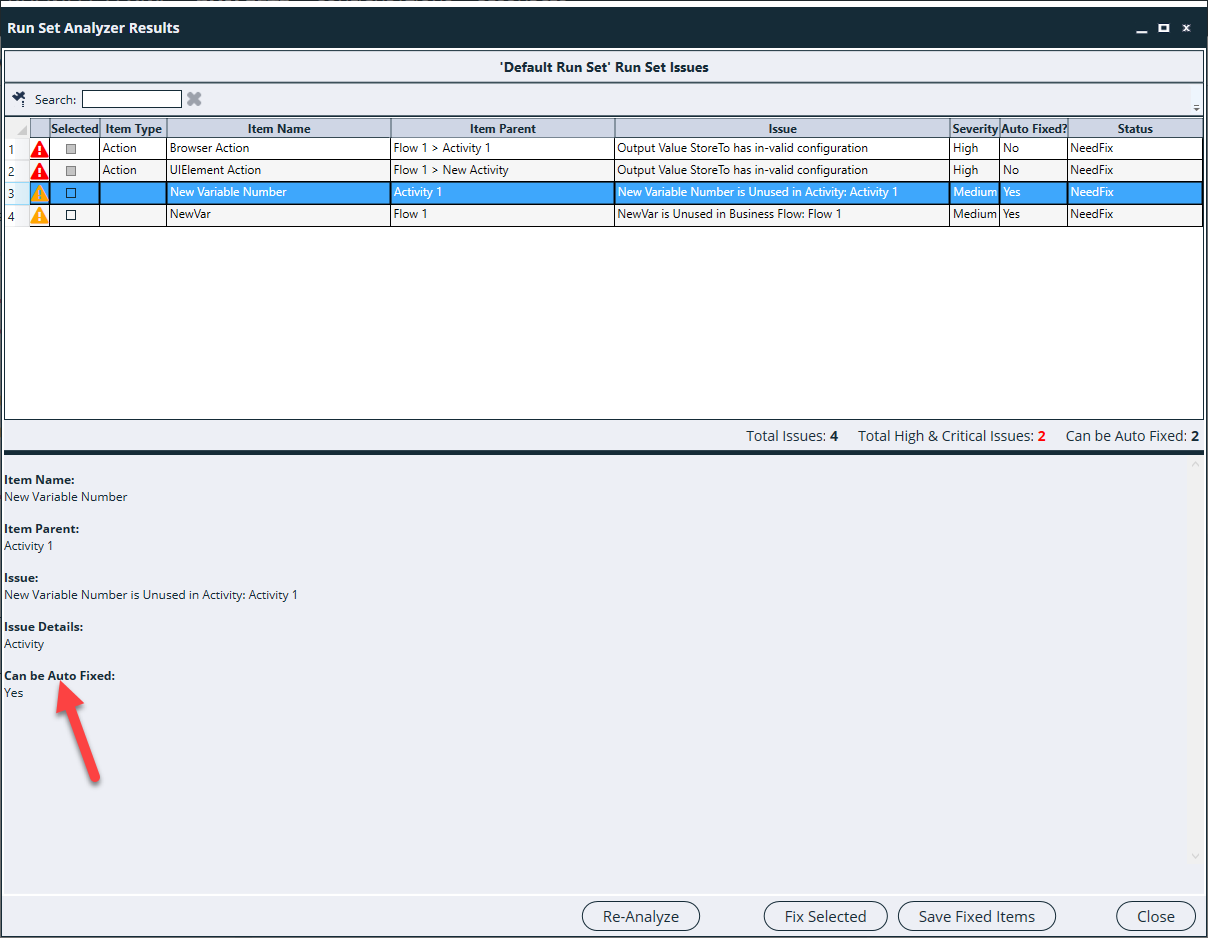 Run Set Analyzer Results
'Default Run Set' Run Set Issues
Search:
Selected Item Type Item Name Item Parent Issue Severity Auto Fixed? Status
1 Action Browser Action Flow 1 > Activity 1 Output Value StoreTo has in-valid configuration High No NeedFix
2 Action UIElement Action Flow 1 > New Activity Output Value StoreTo has in-valid configuration High No NeedFix
3 New Variable Number Activity 1 New Variable Number is Unused in Activity: Activity 1 Medium Yes NeedFix
4 NewVar Flow 1 NewVar is Unused in Business Flow: Flow 1 Medium Yes NeedFix
Total Issues: 4 Total High & Critical Issues: 2 Can be Auto Fixed: 2
Item Name:
New Variable Number
Item Parent:
Activity 1
Issue:
New Variable Number is Unused in Activity: Activity 1
Issue Details:
Activity
Can be Auto Fixed:
Yes
Re-Analyze Fix Selected Save Fixed Items Close